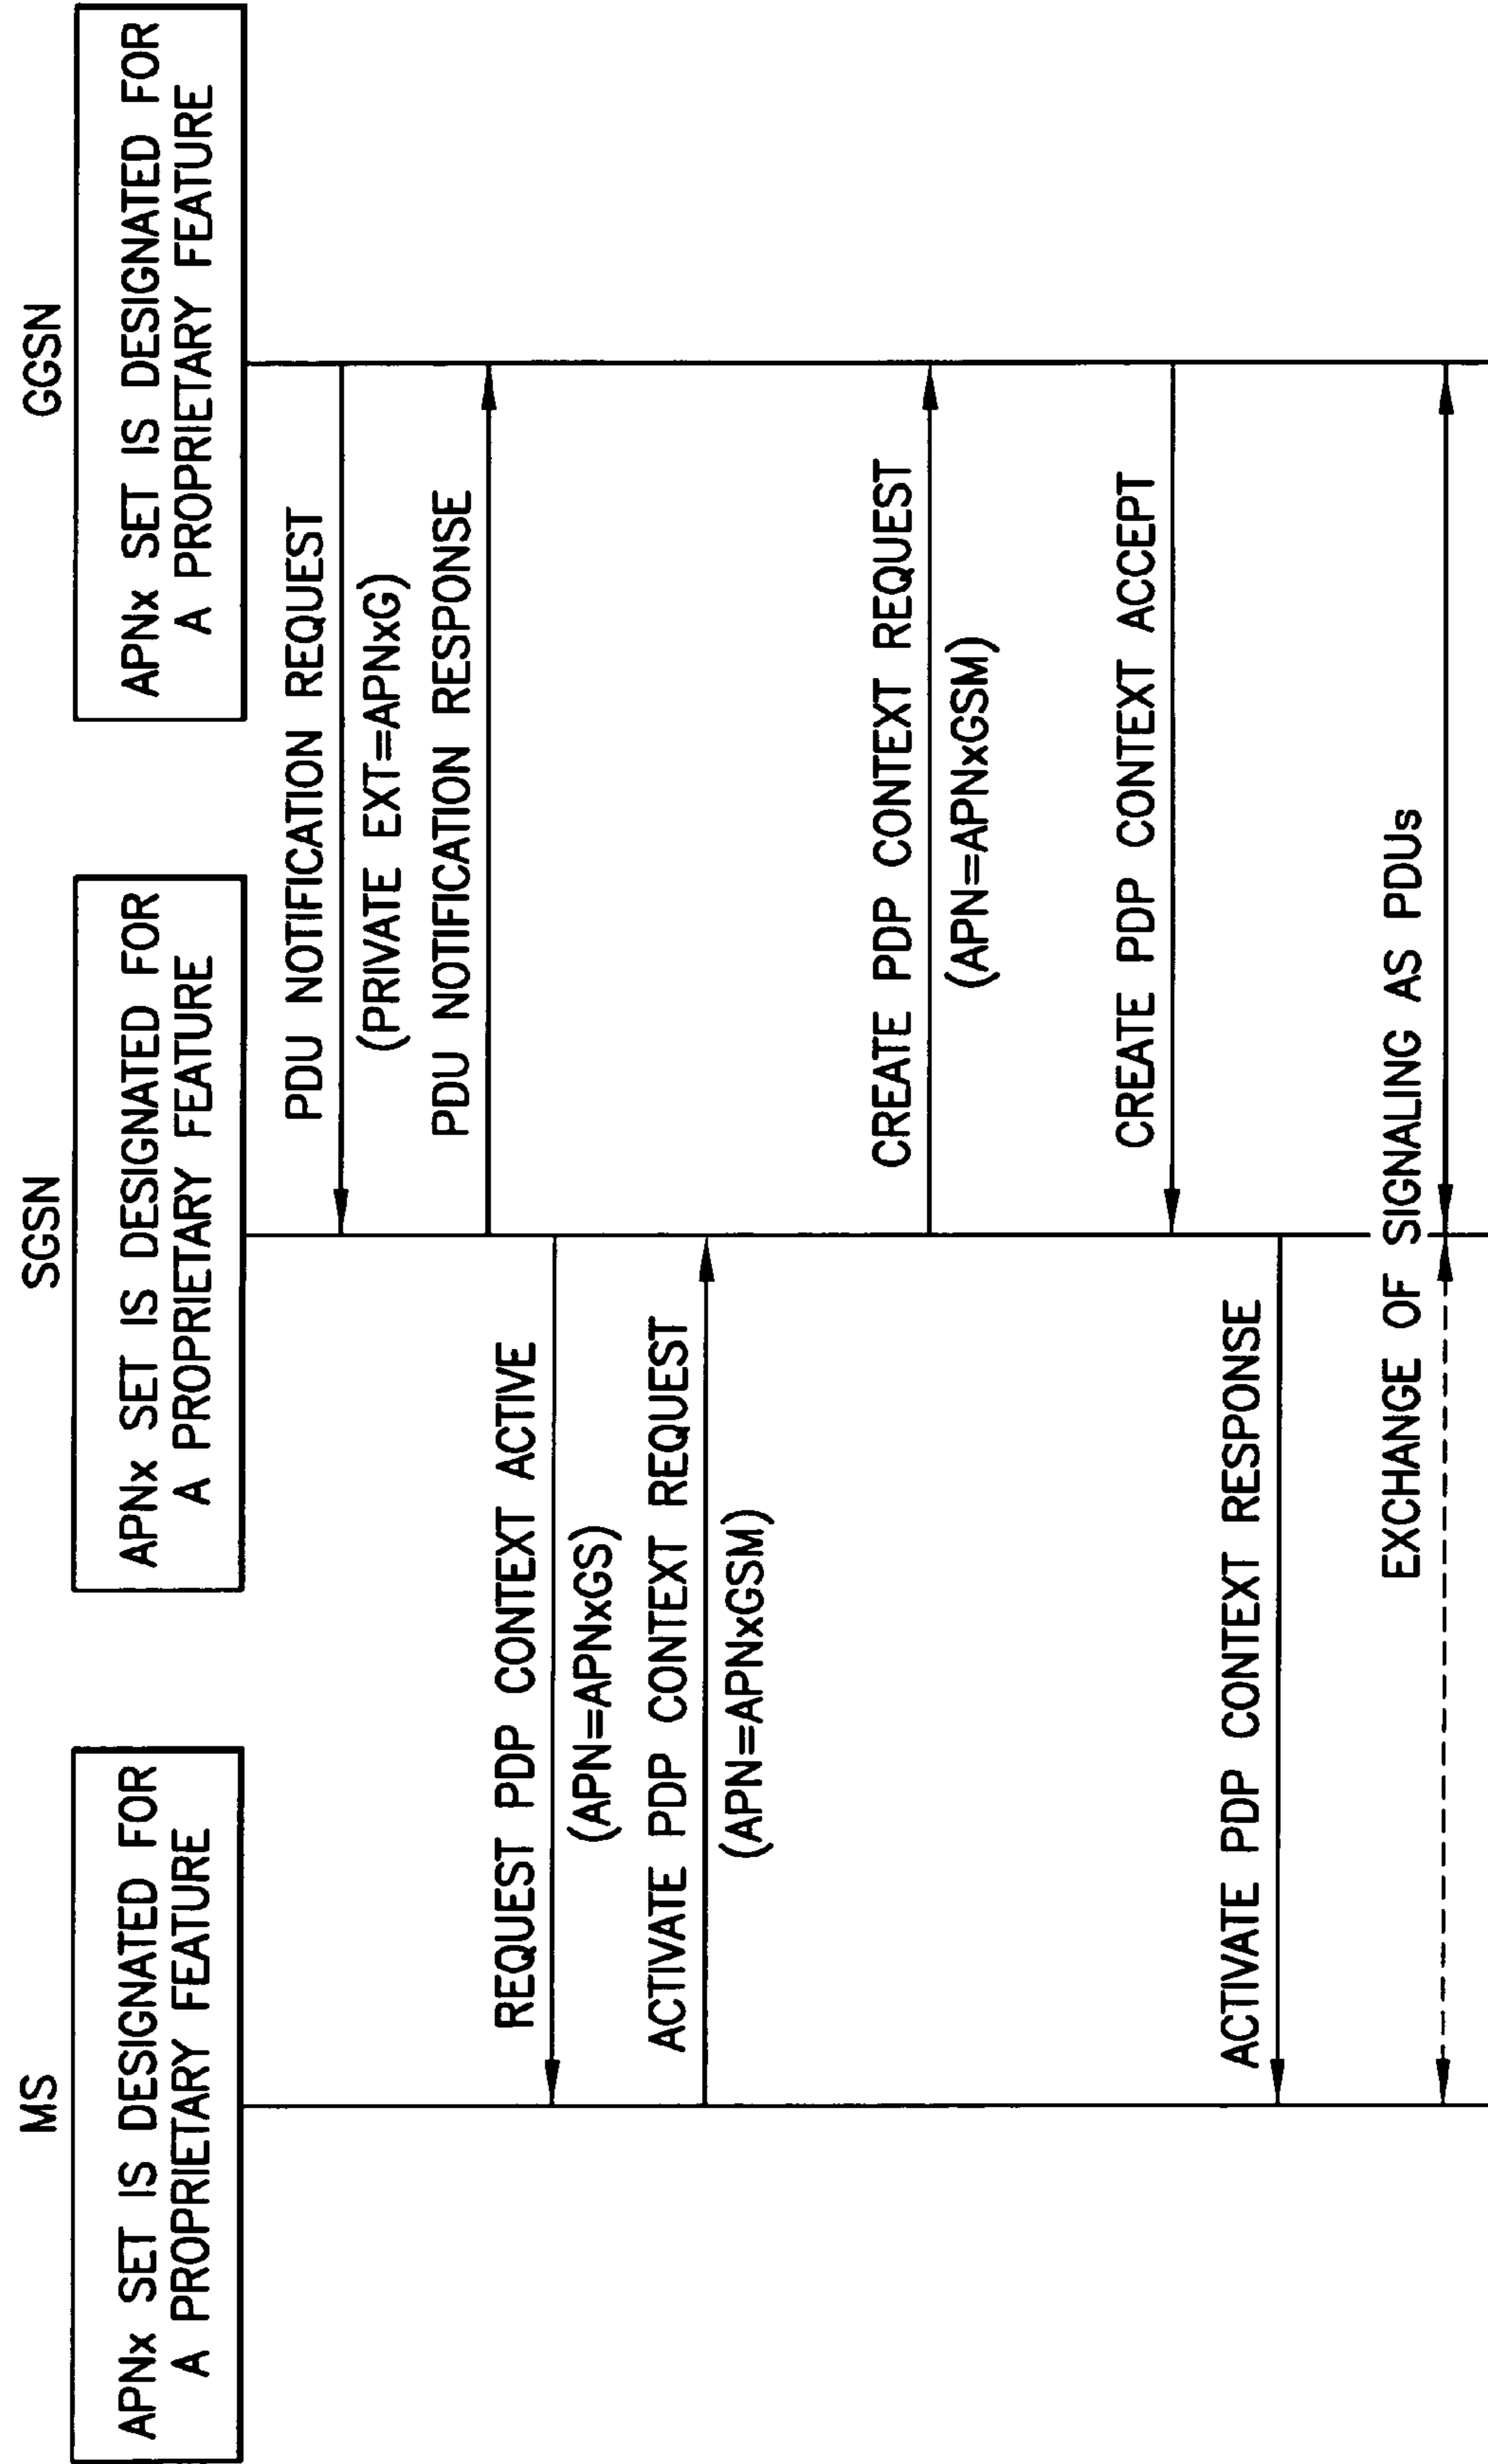 MS
SGSN
GGSN
APNx SET IS DESIGNATED FOR
A PROPRIETARY FEATURE
APNx SET IS DESIGNATED FOR
A PROPRIETARY FEATURE
APNx SET IS DESIGNATED FOR
A PROPRIETARY FEATURE
PDU NOTIFICATION REQUEST
(PRIVATE EXT=APNxG)
PDU NOTIFICATION RESPONSE
REQUEST PDP CONTEXT ACTIVE
(APN=APNxGS)
ACTIVATE PDP CONTEXT REQUEST
(APN=APNxGSM)
CREATE PDP CONTEXT REQUEST
(APN=APNxGSM)
CREATE PDP CONTEXT ACCEPT
ACTIVATE PDP CONTEXT RESPONSE
EXCHANGE OF SIGNALING AS PDUs